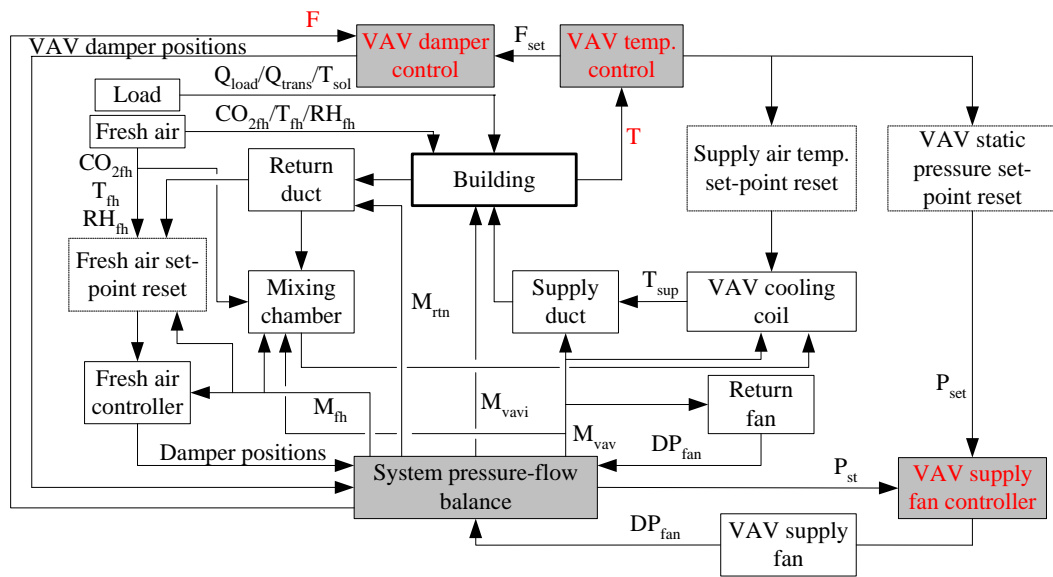 F
VAV damper positions
VAV damper
control
F_set
VAV temp.
control
Q_load/Q_trans/T_sol
Load
CO_2fh/T_fh/RH_fh
Fresh air
T
CO_2fh
T_fh
RH_fh
Return
duct
Building
Supply air temp.
set-point reset
VAV static
pressure set-
point reset
Fresh air set-
point reset
Mixing
chamber
M_rtn
Supply
duct
T_sup
VAV cooling
coil
Fresh air
controller
M_fh
M_vavi
M_vav
Return
fan
P_set
Damper positions
DP_fan
System pressure-flow
balance
P_st
VAV supply
fan controller
DP_fan
VAV supply
fan